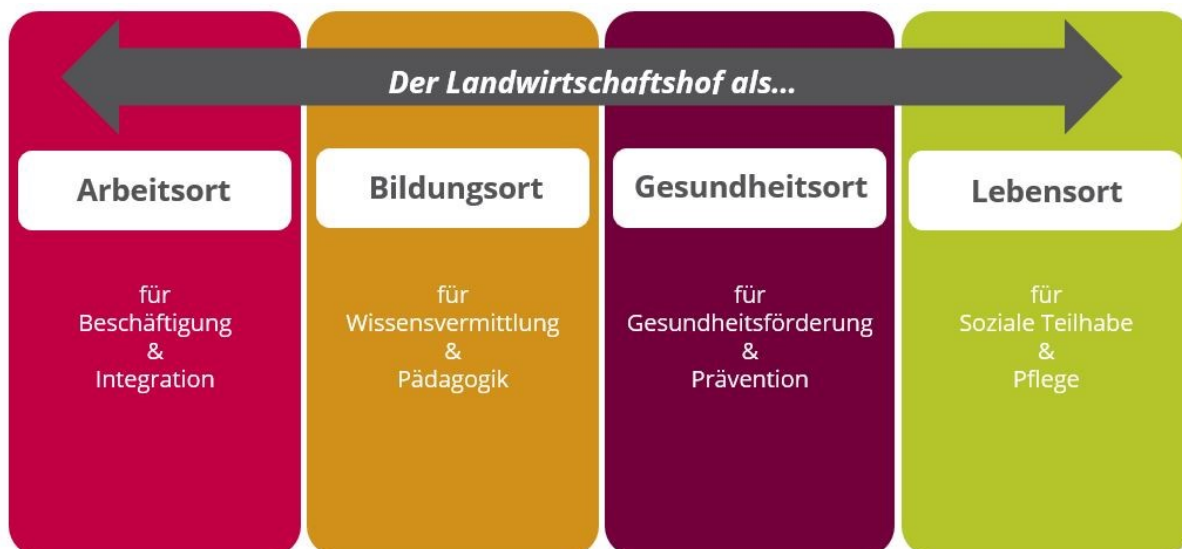 Der Landwirtschaftshof als...
Arbeitsort
für
Beschäftigung
&
Integration
Bildungsort
für
Wissensvermittlung
&
Pädagogik
Gesundheitsort
für
Gesundheitsförderung
&
Prävention
Lebensort
für
Soziale Teilhabe
&
Pflege